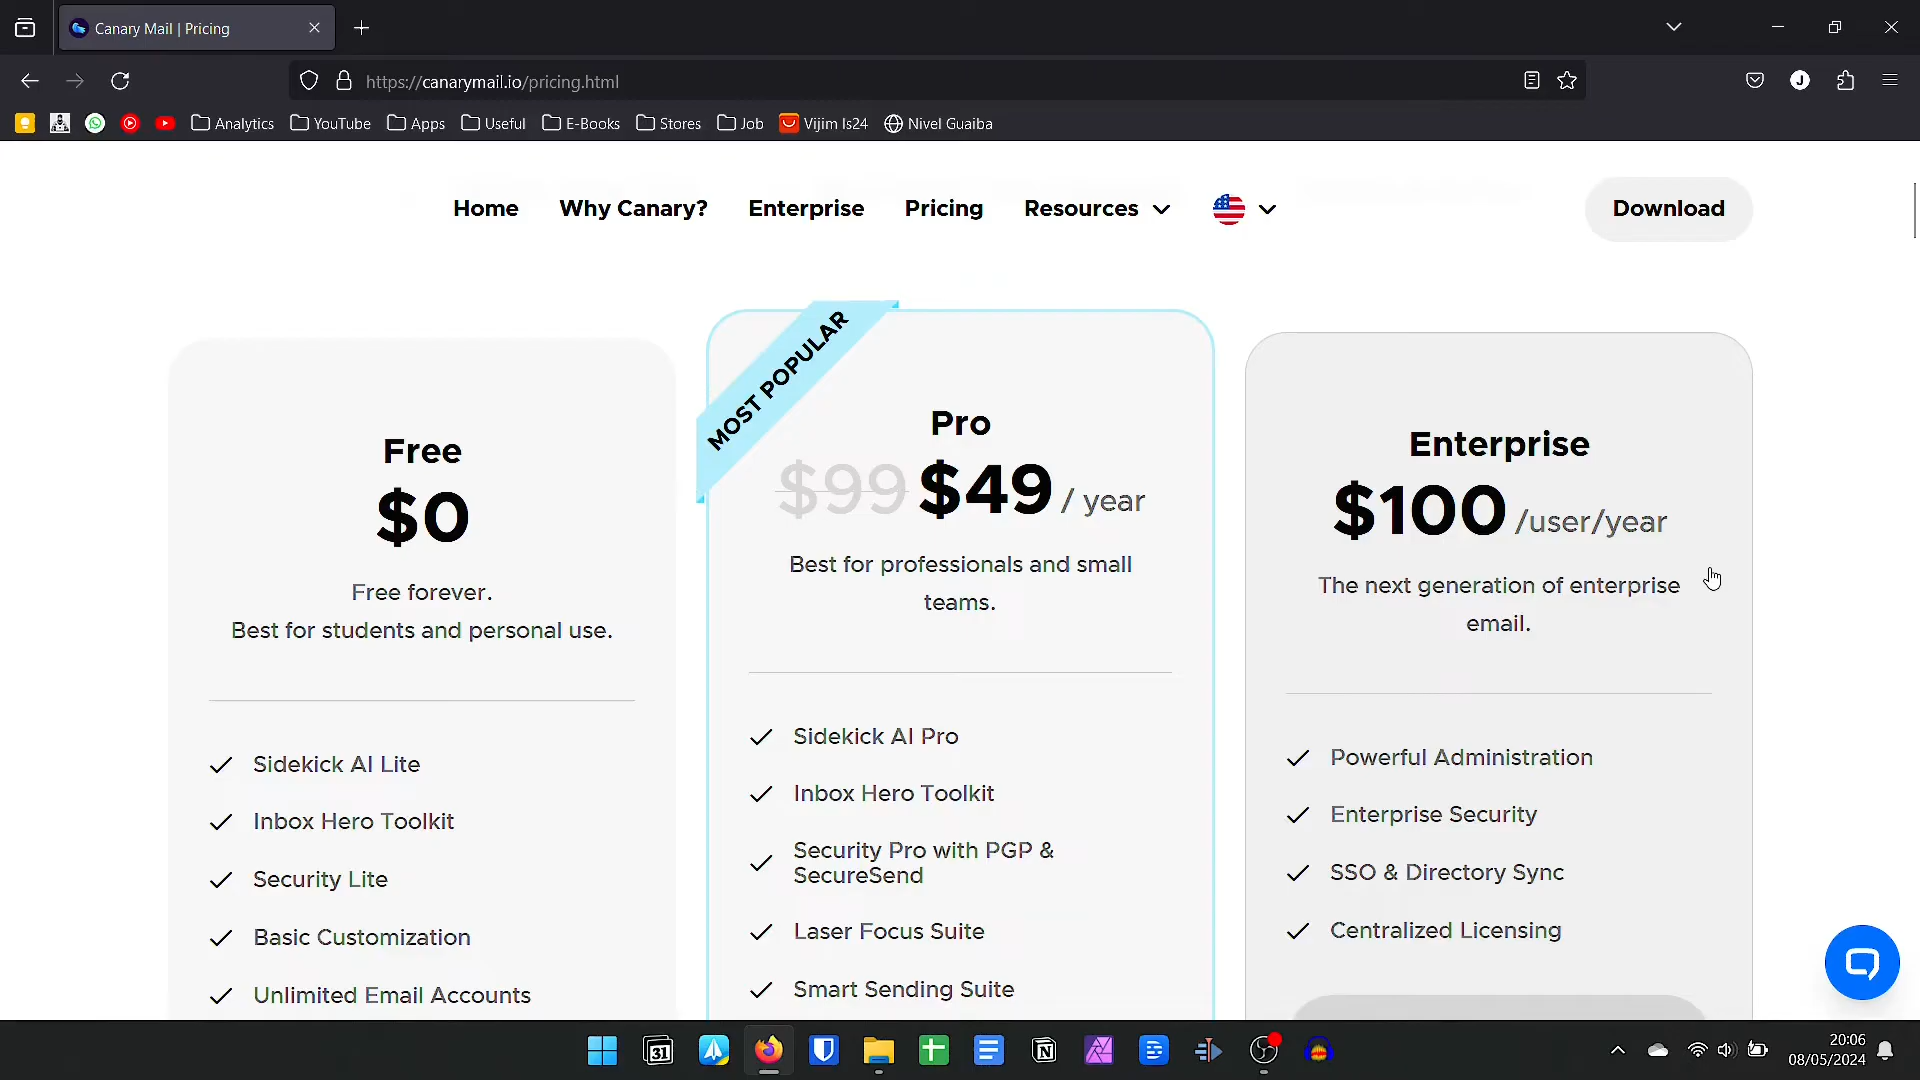 Canary Mail | Pricing
https://canarymail.io/pricing.html
J
Analytics
YouTube
Apps
Useful
E-Books
Stores
Job
Vijim ls24
Nivel Guaiba
Home
Why Canary?
Enterprise
Pricing
Resources
Download
Free
$0
Free forever.
Best for students and personal use.
Sidekick AI Lite
Inbox Hero Toolkit
Security Lite
Basic Customization
Unlimited Email Accounts
MOST POPULAR
Pro
$99 $49 / year
Best for professionals and small
teams.
Sidekick AI Pro
Inbox Hero Toolkit
Security Pro with PGP &
SecureSend
Laser Focus Suite
Smart Sending Suite
Enterprise
$100 /user/year
The next generation of enterprise
email.
Powerful Administration
Enterprise Security
SSO & Directory Sync
Centralized Licensing
31
20:06
08/05/2024